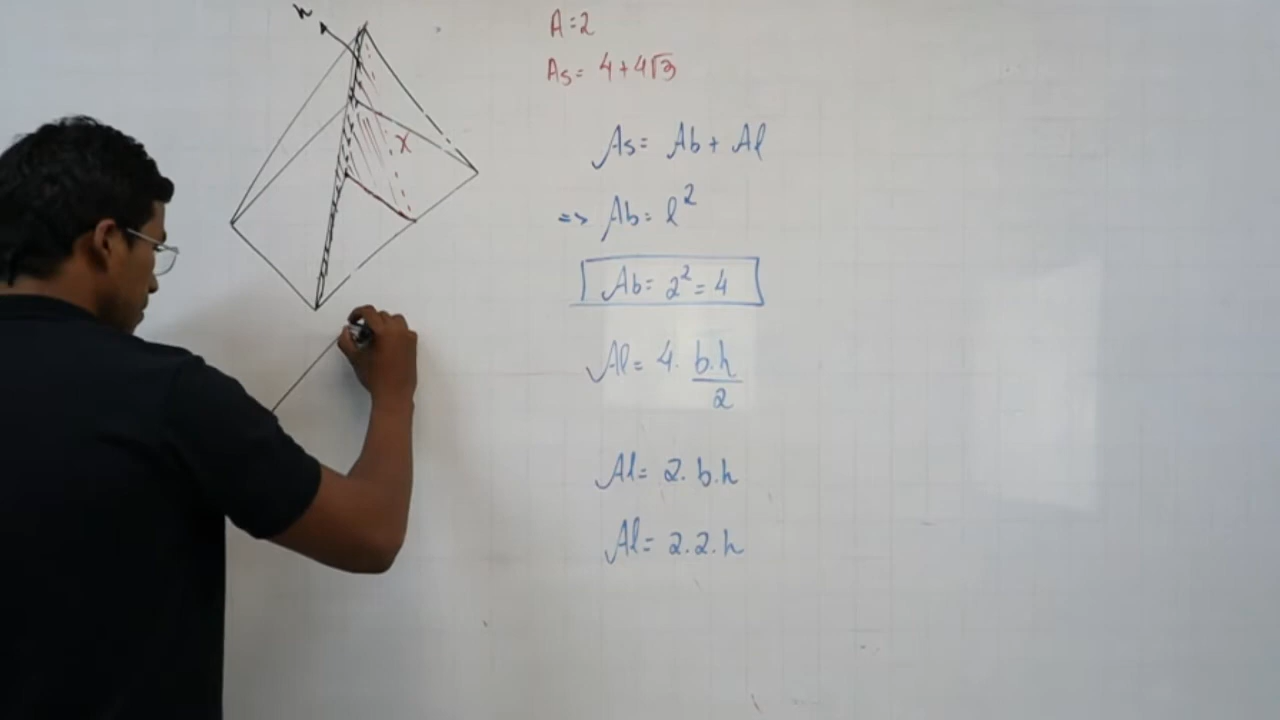 h
x
A=2
As= 4+4√3
As= Ab+ Al
=> Ab= l²
Ab= 2²= 4
Al= 4. b.h/2
Al= 2. b.h
Al= 2.2.h